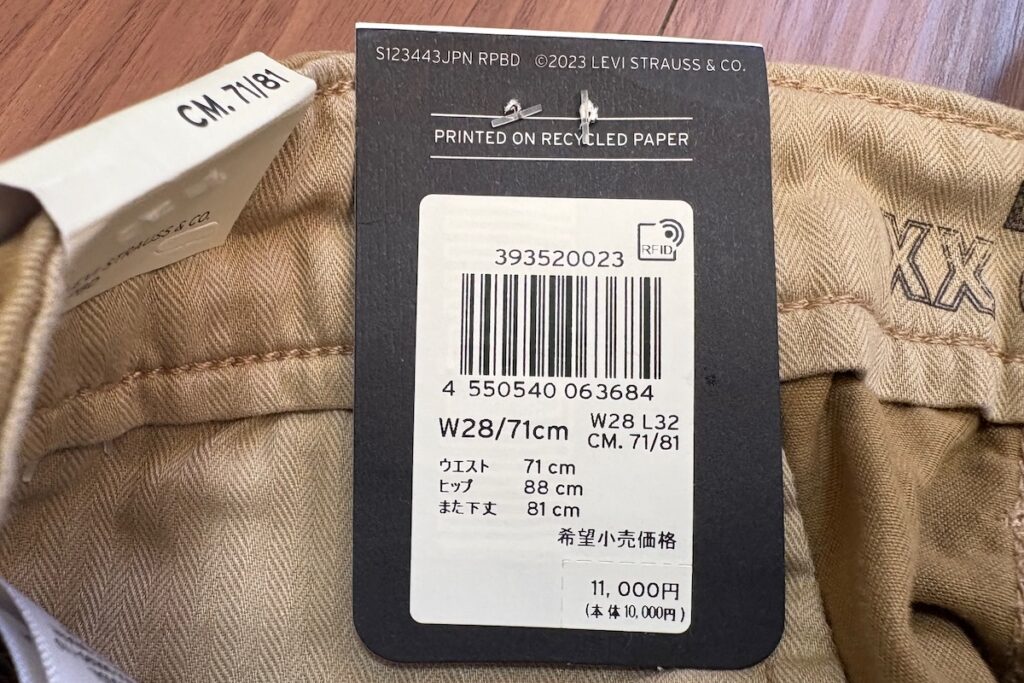 CM. 71/81
STRAUSS & CO.
S123443JPN RPBD ©2023 LEVI STRAUSS & CO.
PRINTED ON RECYCLED PAPER
RFID
393520023
4 550540 063684
W28/71cm
W28 L32
CM. 71/81
ウエスト 71 cm
ヒップ 88 cm
また下丈 81 cm
希望小売価格
11,000円
(本体10,000円)
XX